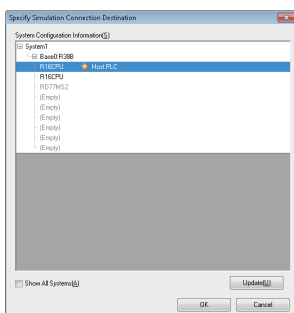 Specify Simulation Connection Destination
System Configuration Information(S)
System1
Base0:R38B
R16CPU Host PLC
R16CPU
RD77MS2
(Empty)
(Empty)
(Empty)
(Empty)
(Empty)
(Empty)
Show All Systems(A)
Update(U)
OK
Cancel